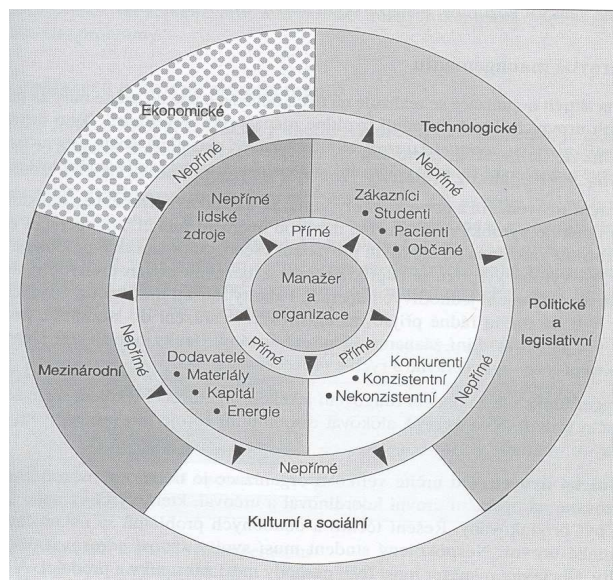 Ekonomické
Technologické
Nepřímé
Nepřímé
Nepřímé
lidské
zdroje
Zákazníci
• Studenti
• Pacienti
• Občané
Přímé
Manažer
a
organizace
Politické
a
legislativní
Mezinárodní
Nepřímé
Přímé
Přímé
Nepřímé
Dodavatelé
• Materiály
• Kapitál
• Energie
Konkurenti
• Konzistentní
• Nekonzistentní
Nepřímé
Kulturní a sociální